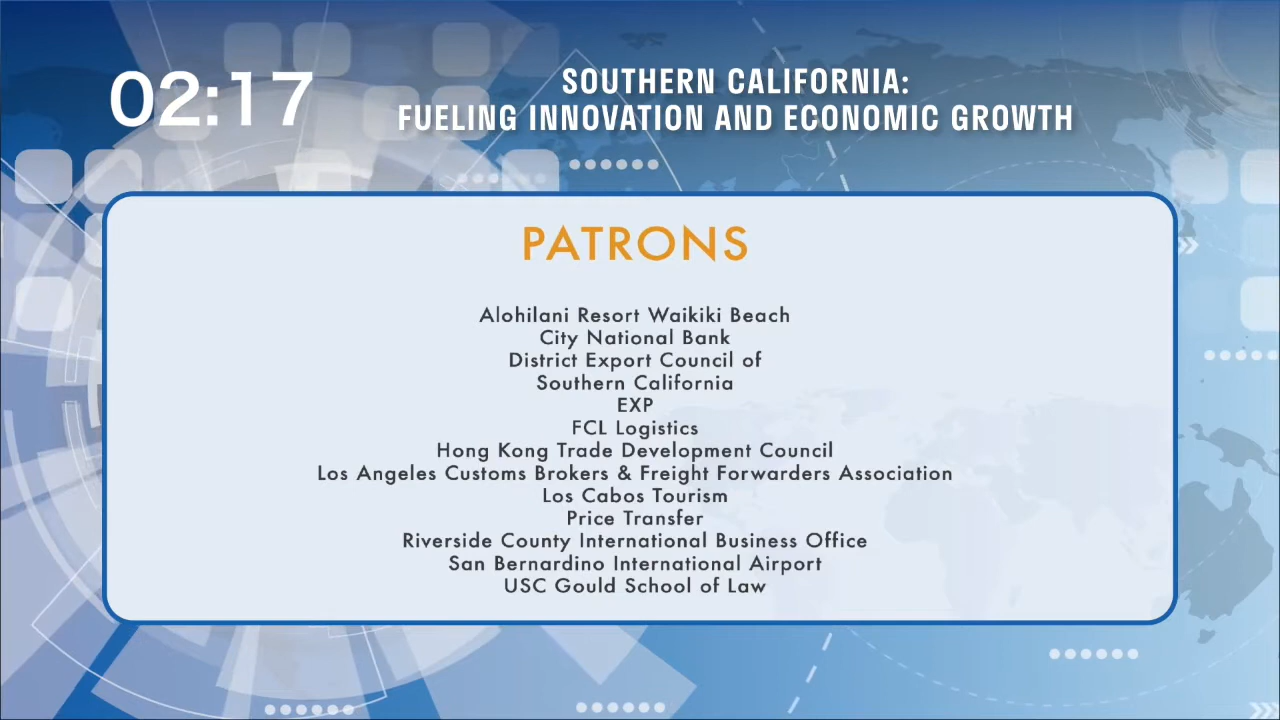 02:17
SOUTHERN CALIFORNIA:
FUELING INNOVATION AND ECONOMIC GROWTH
PATRONS
Alohilani Resort Waikiki Beach
City National Bank
District Export Council of
Southern California
EXP
FCL Logistics
Hong Kong Trade Development Council
Los Angeles Customs Brokers & Freight Forwarders Association
Los Cabos Tourism
Price Transfer
Riverside County International Business Office
San Bernardino International Airport
USC Gould School of Law